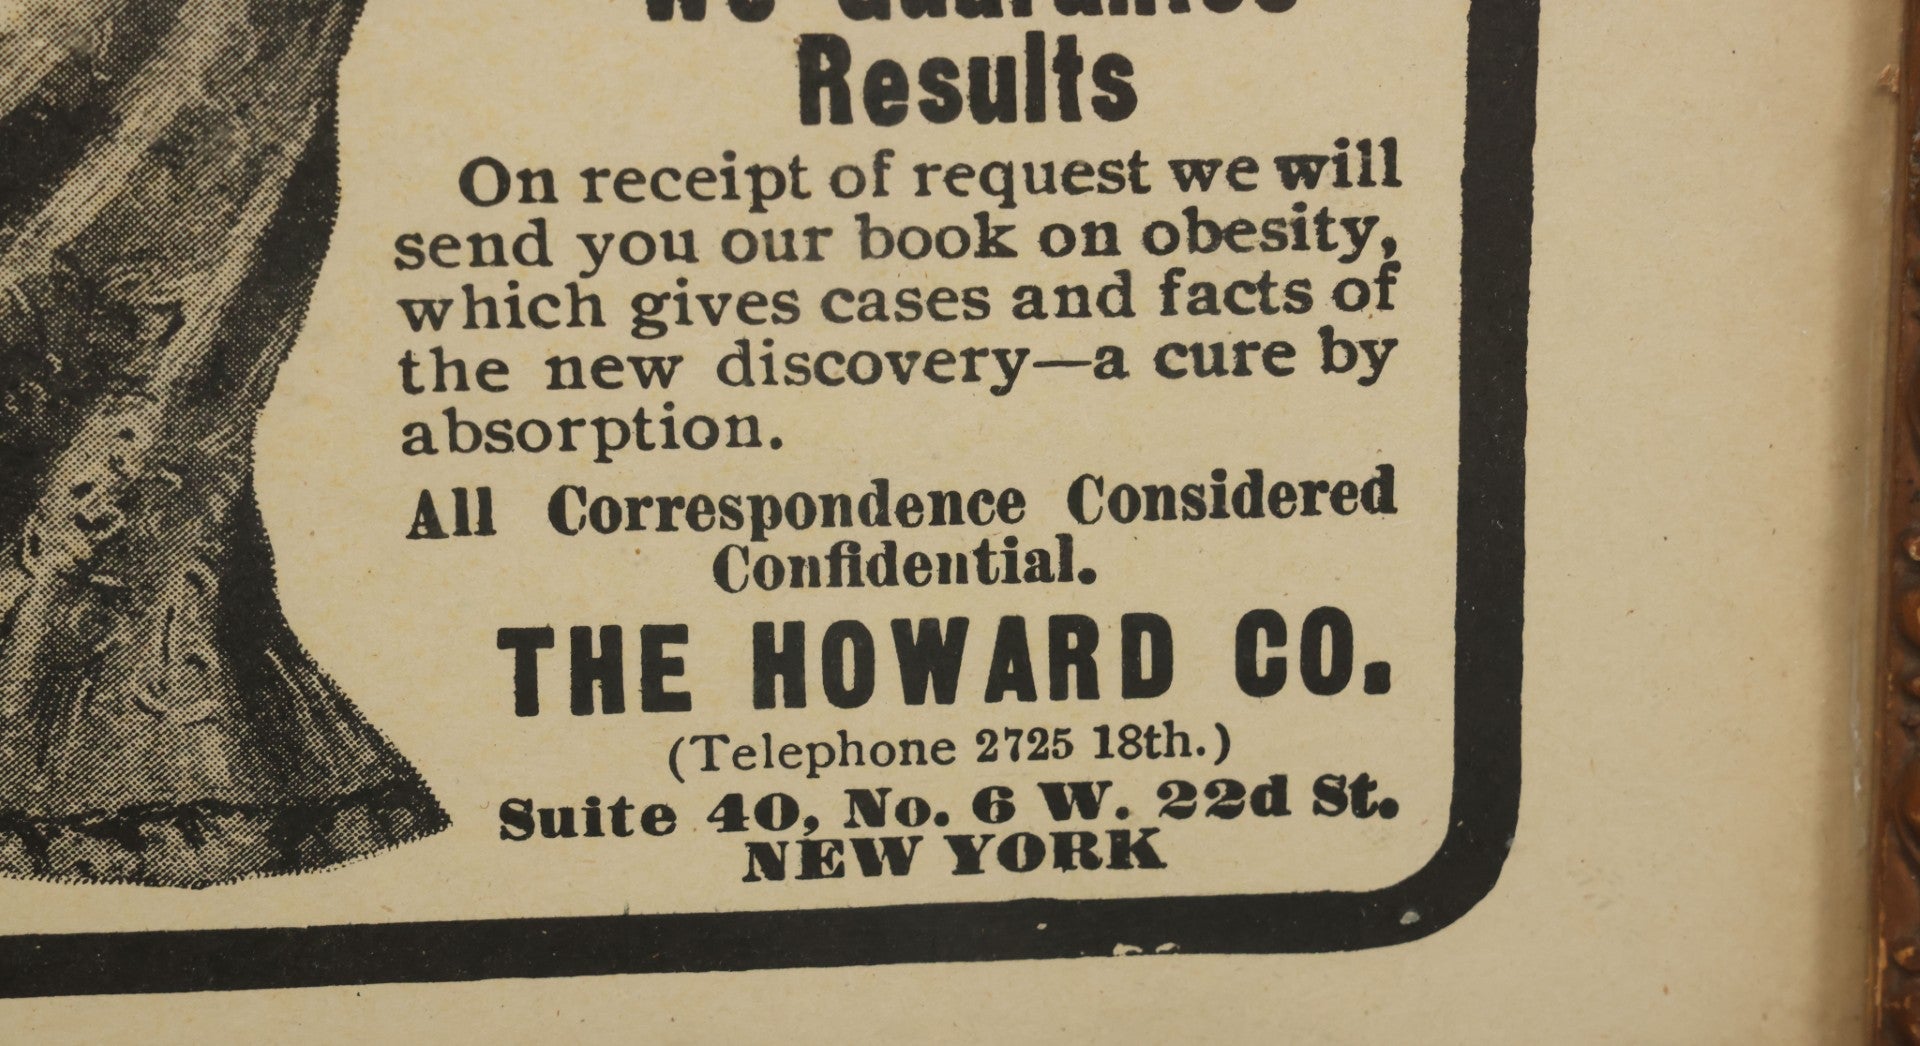 We Guarantee
Results
On receipt of request we will
send you our book on obesity,
which gives cases and facts of
the new discovery—a cure by
absorption.
All Correspondence Considered
Confidential.
THE HOWARD CO.
(Telephone 2725 18th.)
Suite 40, No. 6 W. 22d St.
NEW YORK